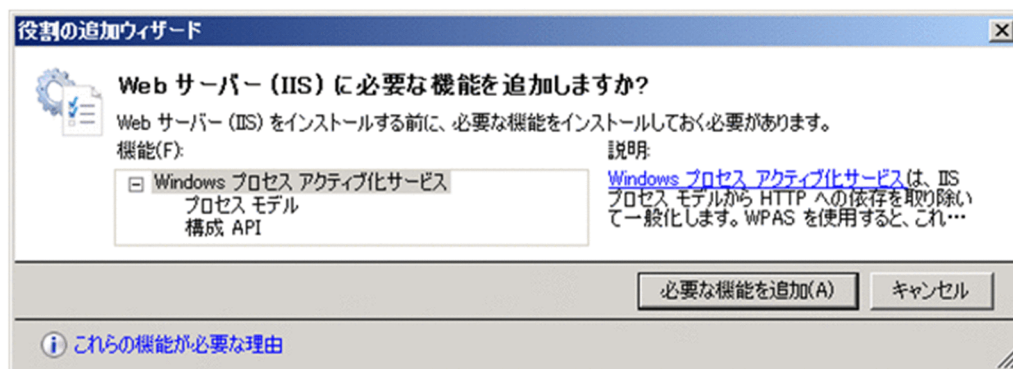 役割の追加ウィザード
Web サーバー (IIS) に必要な機能を追加しますか?
Web サーバー (IIS) をインストールする前に、必要な機能をインストールしておく必要があります。
機能(F):
Windows プロセス アクティブ化サービス
プロセス モデル
構成 API
説明:
Windows プロセス アクティブ化サービスは、IIS
プロセス モデルから HTTP への依存を取り除い
て一般化します。WPAS を使用すると、これ…
必要な機能を追加(A)
キャンセル
これらの機能が必要な理由